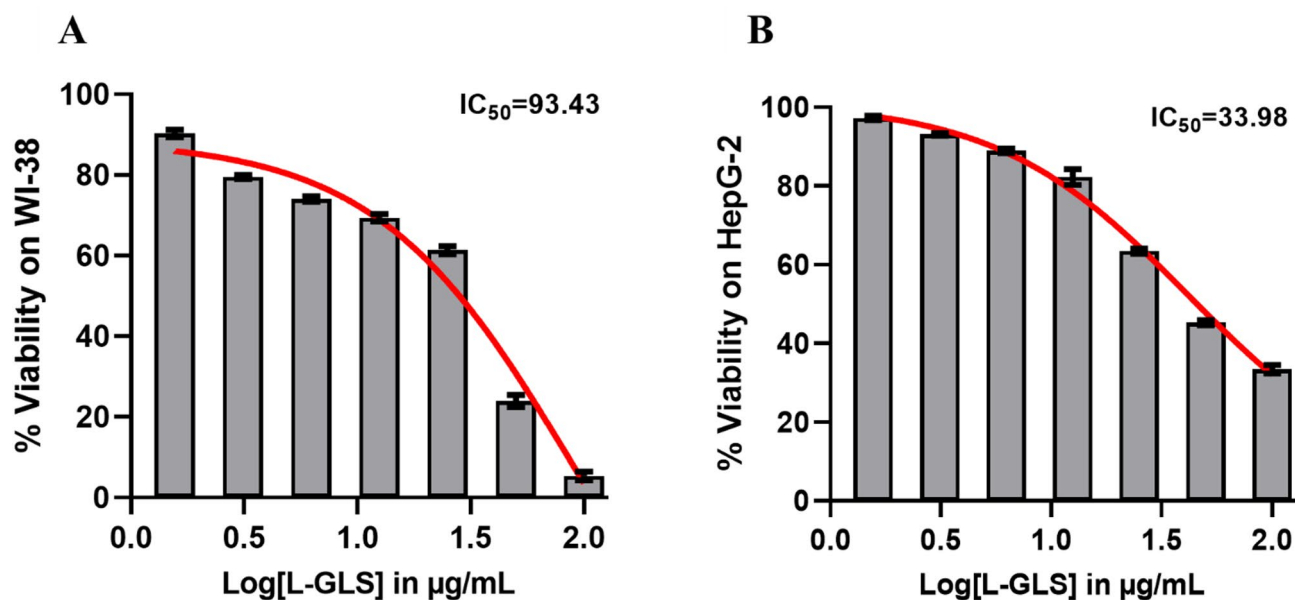 A
IC50=93.43
% Viability on WI-38
100
80
60
40
20
0
0.0 0.5 1.0 1.5 2.0
Log[L-GLS] in µg/mL
B
IC50=33.98
% Viability on HepG-2
100
80
60
40
20
0
0.0 0.5 1.0 1.5 2.0
Log[L-GLS] in µg/mL